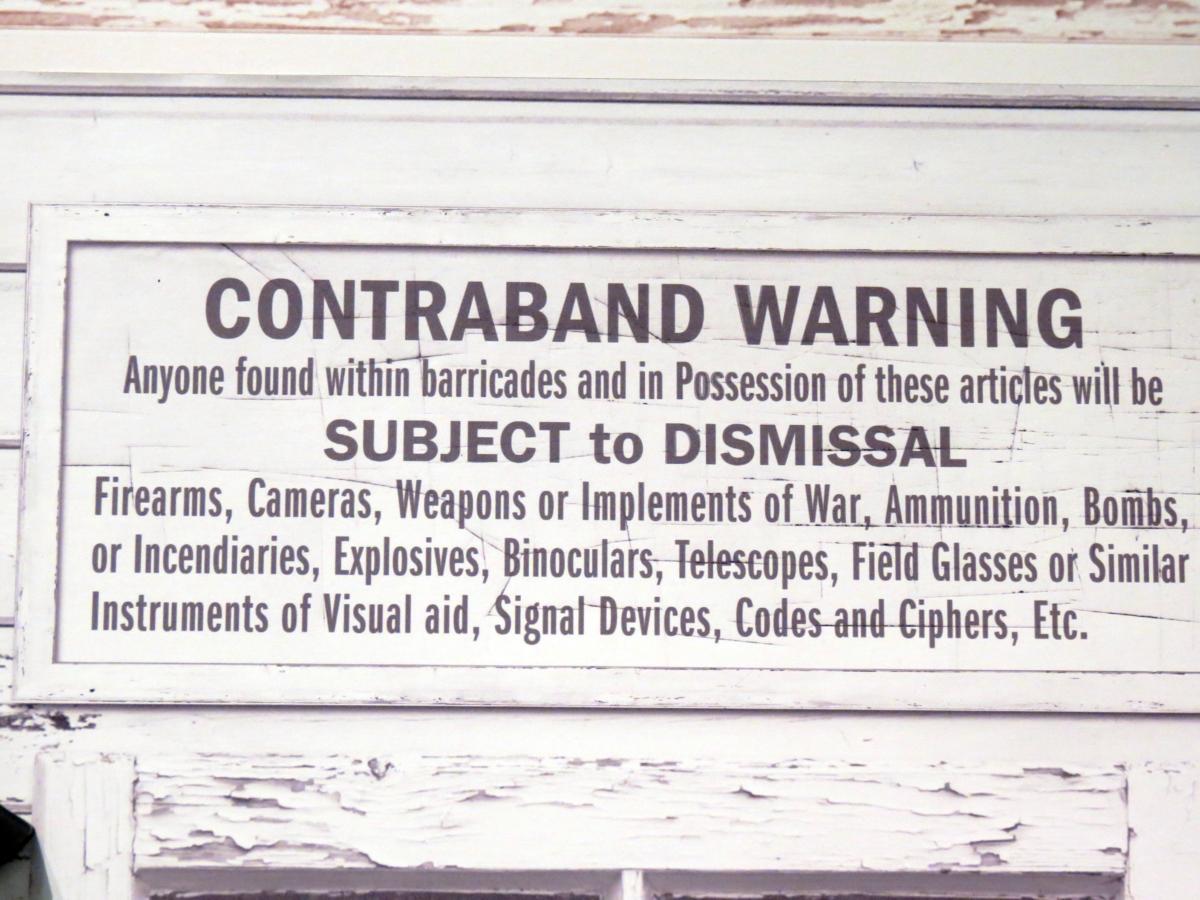 CONTRABAND WARNING
Anyone found within barricades and in Possession of these articles will be
SUBJECT to DISMISSAL
Firearms, Cameras, Weapons or Implements of War, Ammunition, Bombs,
or Incendiaries, Explosives, Binoculars, Telescopes, Field Glasses or Similar
Instruments of Visual aid, Signal Devices, Codes and Ciphers, Etc.